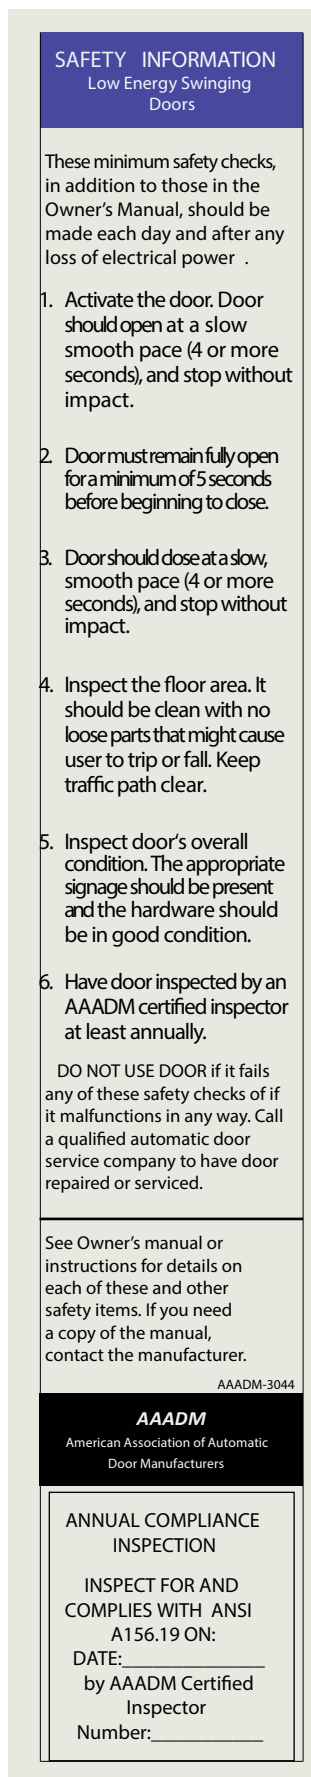 SAFETY INFORMATION
Low Energy Swinging
Doors
These minimum safety checks,
in addition to those in the
Owner’s Manual, should be
made each day and after any
loss of electrical power .
1. Activate the door. Door
should open at a slow
smooth pace (4 or more
seconds), and stop without
impact.
2. Door must remain fully open
for a minimum of 5 seconds
before beginning to close.
3. Door should close at a slow,
smooth pace (4 or more
seconds), and stop without
impact.
4. Inspect the floor area. It
should be clean with no
loose parts that might cause
user to trip or fall. Keep
traffic path clear.
5. Inspect door‘s overall
condition. The appropriate
signage should be present
and the hardware should
be in good condition.
6. Have door inspected by an
AAADM certified inspector
at least annually.
DO NOT USE DOOR if it fails
any of these safety checks of if
it malfunctions in any way. Call
a qualified automatic door
service company to have door
repaired or serviced.
See Owner’s manual or
instructions for details on
each of these and other
safety items. If you need
a copy of the manual,
contact the manufacturer.
AAADM-3044
AAADM
American Association of Automatic
Door Manufacturers
ANNUAL COMPLIANCE
INSPECTION
INSPECT FOR AND
COMPLIES WITH ANSI
A156.19 ON:
DATE:______________
by AAADM Certified
Inspector
Number:___________